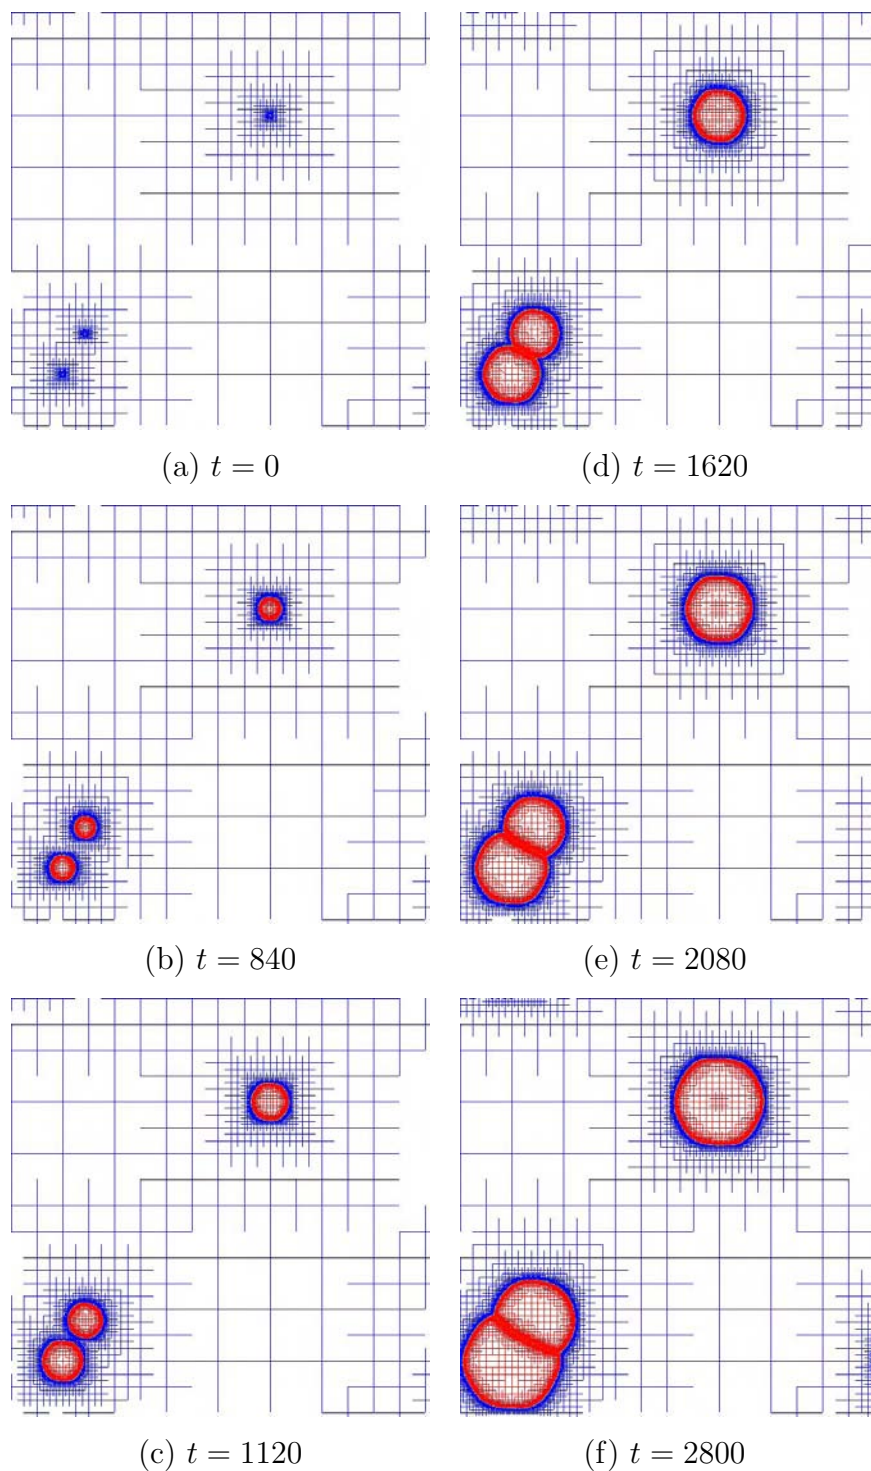 (a) t = 0
(d) t = 1620
(b) t = 840
(e) t = 2080
(c) t = 1120
(f) t = 2800